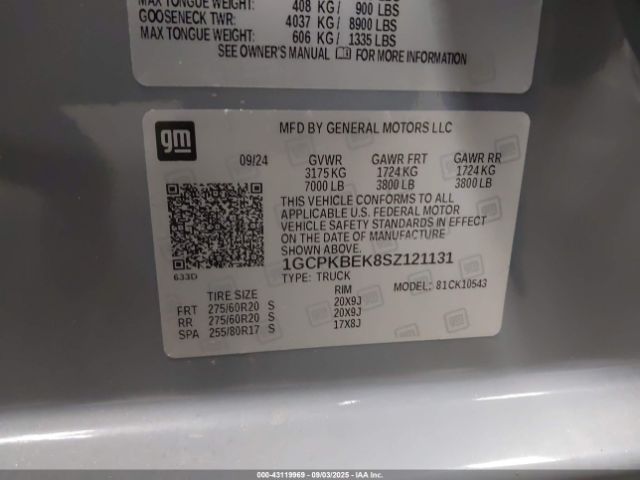 MAX TONGUE WEIGHT: 408 KG/ 900 LBS
GOOSENECK TWR: 4037 KG/ 8900 LBS
MAX TONGUE WEIGHT: 606 KG/ 1335 LBS
SEE OWNER'S MANUAL FOR MORE INFORMATION
gm
MFD BY GENERAL MOTORS LLC
09/24 GVWR GAWR FRT GAWR RR
3175 KG 1724 KG 1724 KG
7000 LB 3800 LB 3800 LB
THIS VEHICLE CONFORMS TO ALL
APPLICABLE U.S. FEDERAL MOTOR
VEHICLE SAFETY STANDARDS IN EFFECT
ON THE DATE OF MANUFACTURE
1GCPKBEK8SZ121131
633D
TYPE: TRUCK MODEL: 81CK10543
TIRE SIZE RIM
FRT 275/60R20 S 20X9J
RR 275/60R20 S 20X9J
SPA 255/80R17 S 17X8J
000-43119969 - 09/03/2025 - IAAI.COM